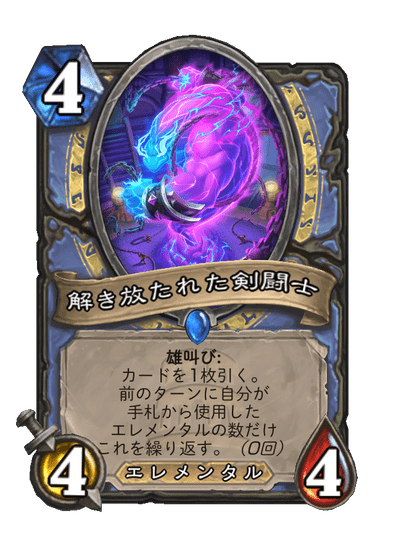 4
解き放たれた剣闘士
雄叫び:
カードを1枚引く。
前のターンに自分が
手札から使用した
エレメンタルの数だけ
これを繰り返す。（0回）
4
エレメンタル
4